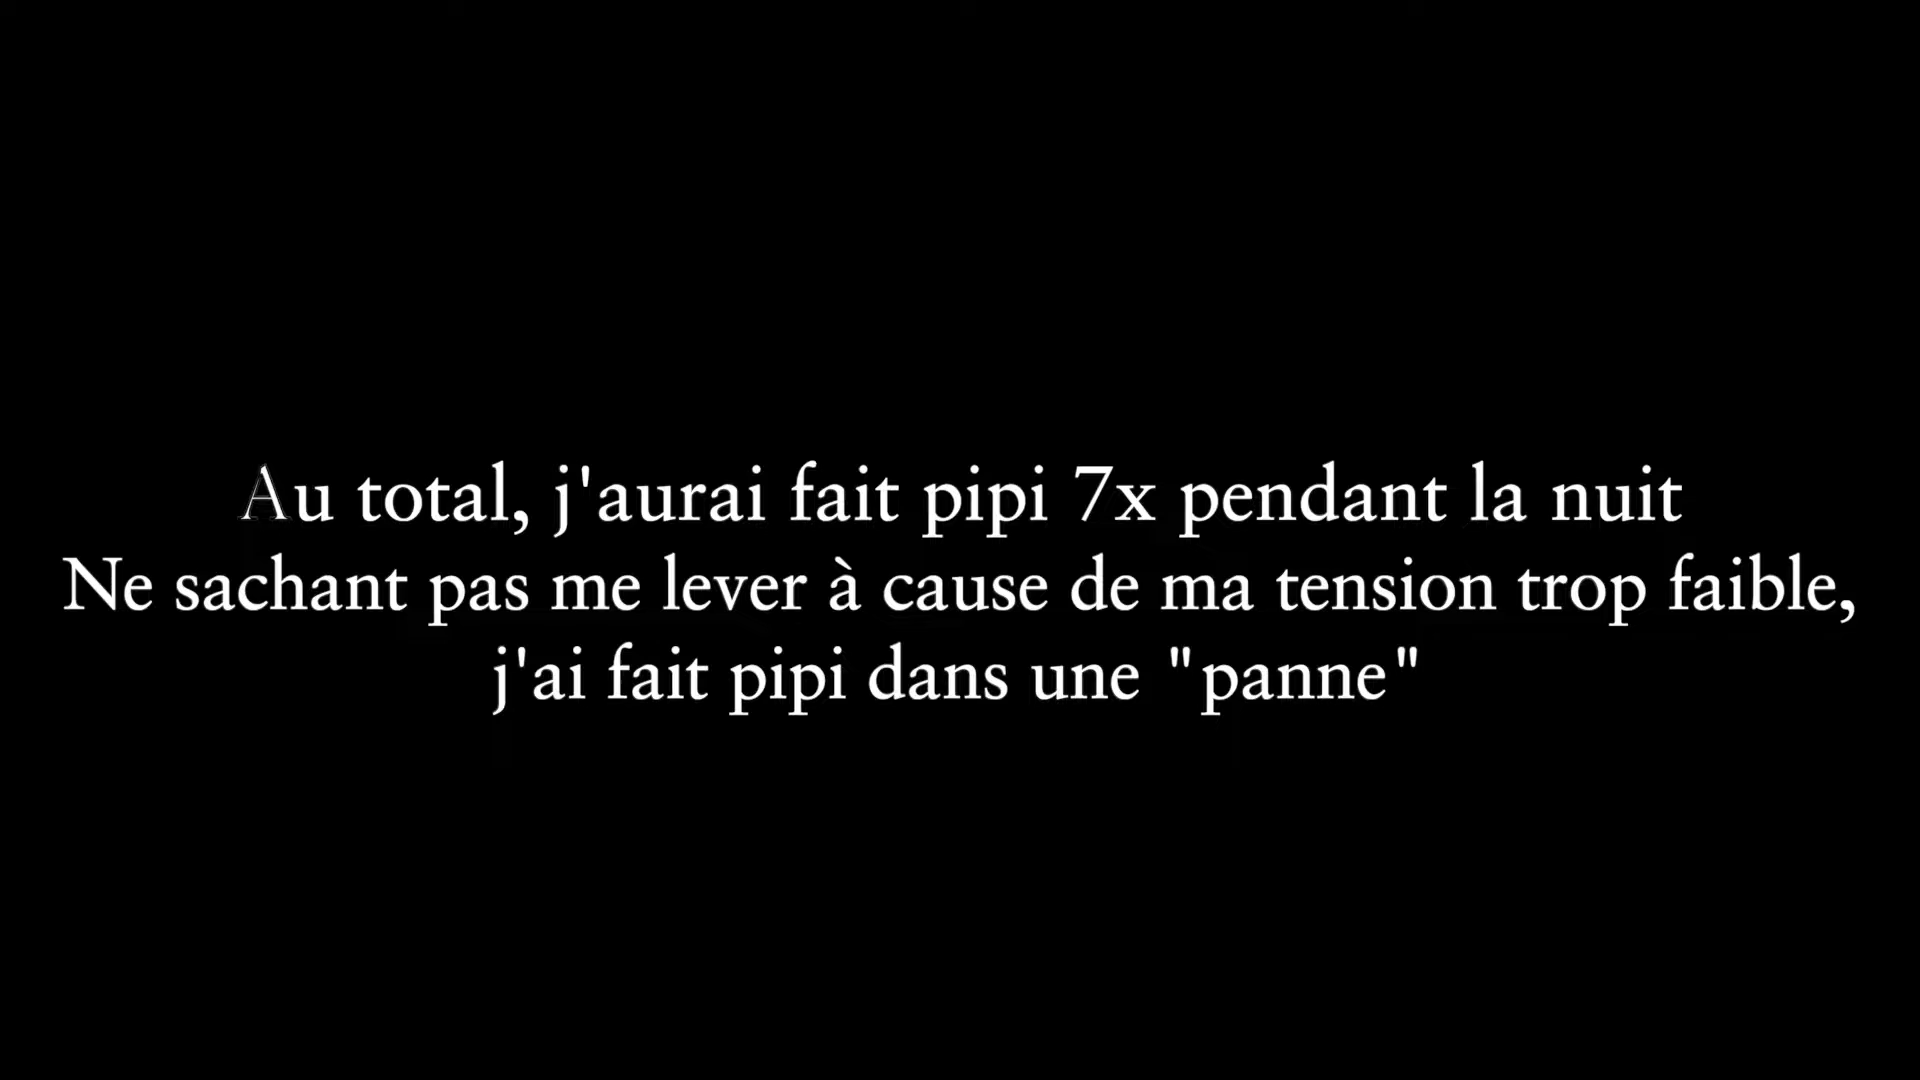 Au total, j'aurai fait pipi 7x pendant la nuit
Ne sachant pas me lever à cause de ma tension trop faible,
j'ai fait pipi dans une "panne"